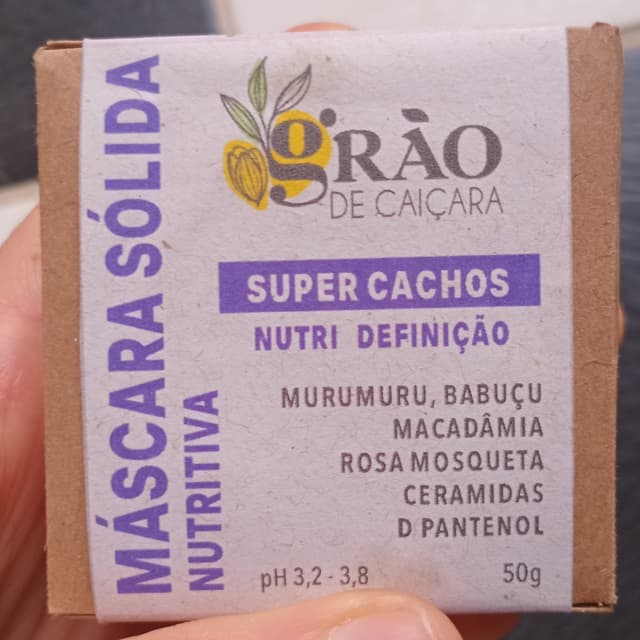 MÁSCARA SÓLIDA
NUTRITIVA
gRÃO
DE CAIÇARA
SUPER CACHOS
NUTRI DEFINIÇÃO
MURUMURU, BABUÇU
MACADÂMIA
ROSA MOSQUETA
CERAMIDAS
D PANTENOL
pH 3,2 - 3,8
50g